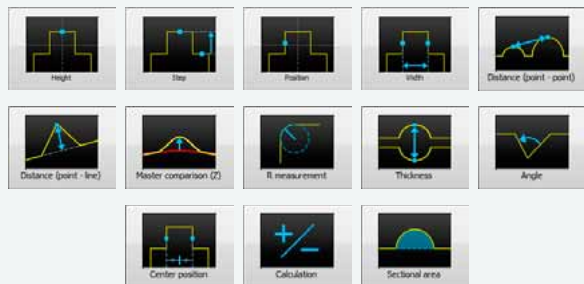 Height
Step
Position
Width
Distance (point - point)
Distance (point - line)
Master comparison (Z)
R measurement
Thickness
Angle
Center position
Calculation
Sectional area